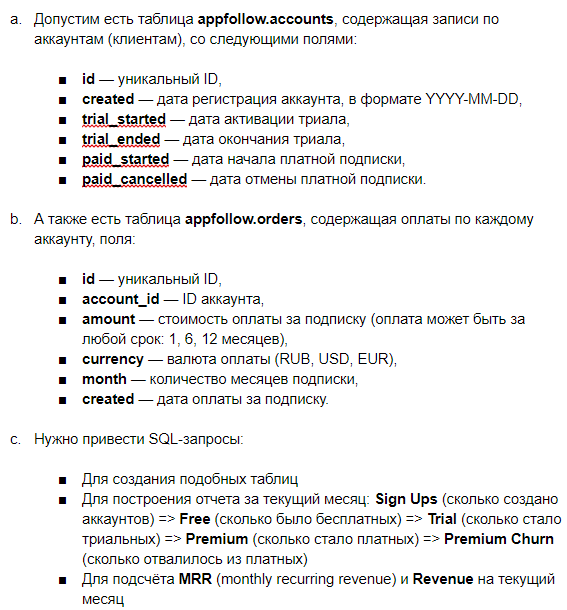 a. Допустим есть таблица appfollow.accounts, содержащая записи по
аккаунтам (клиентам), со следующими полями:
■ id — уникальный ID,
■ created — дата регистрация аккаунта, в формате YYYY-MM-DD,
■ trial_started — дата активации триала,
■ trial_ended — дата окончания триала,
■ paid_started — дата начала платной подписки,
■ paid_cancelled — дата отмены платной подписки.
b. А также есть таблица appfollow.orders, содержащая оплаты по каждому
аккаунту, поля:
■ id — уникальный ID,
■ account_id — ID аккаунта,
■ amount — стоимость оплаты за подписку (оплата может быть за
любой срок: 1, 6, 12 месяцев),
■ currency — валюта оплаты (RUB, USD, EUR),
■ month — количество месяцев подписки,
■ created — дата оплаты за подписку.
c. Нужно привести SQL-запросы:
■ Для создания подобных таблиц
■ Для построения отчета за текущий месяц: Sign Ups (сколько создано
аккаунтов) => Free (сколько было бесплатных) => Trial (сколько стало
триальных) => Premium (сколько стало платных) => Premium Churn
(сколько отвалилось из платных)
■ Для подсчёта MRR (monthly recurring revenue) и Revenue на текущий
месяц